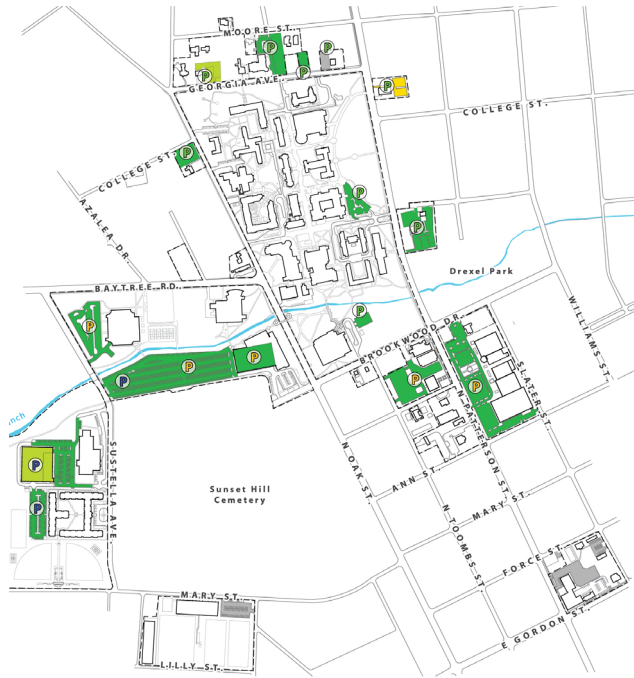 MOORE ST.
P
P
P
P
GEORGIA AVE.
P
COLLEGE ST.
COLLEGE ST.
P
AZALEA DR.
P
P
Drexel Park
BAYTREE RD.
WILLIAMS ST.
P
P
BROOKWOOD DR.
P
P
P
P
P
SLATER ST.
N PATTERSON ST.
nch
SUSTELLA AVE.
N OAK ST.
ANN ST.
P
P
Sunset Hill
Cemetery
MARY ST.
N TOOMBS ST.
FORCE ST.
MARY ST.
E GORDON ST.
LILLY ST.